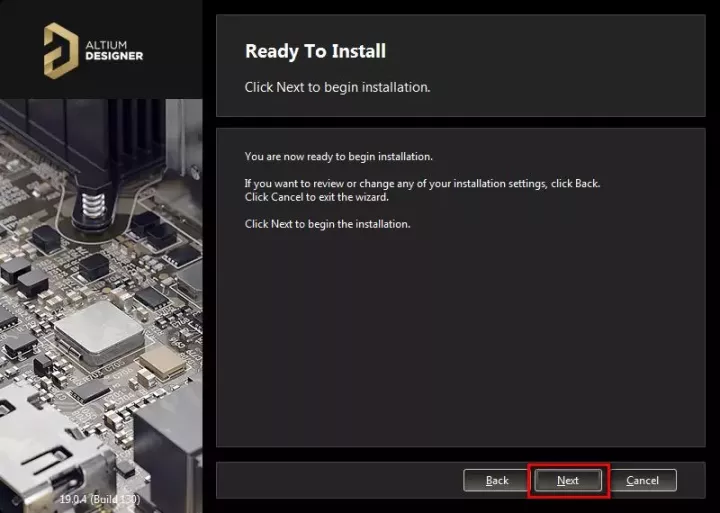 ALTIUM
DESIGNER
Ready To Install
Click Next to begin installation.
You are now ready to begin installation.
If you want to review or change any of your installation settings, click Back.
Click Cancel to exit the wizard.
Click Next to begin the installation.
Back Next Cancel
19.0.4 (Build 130)